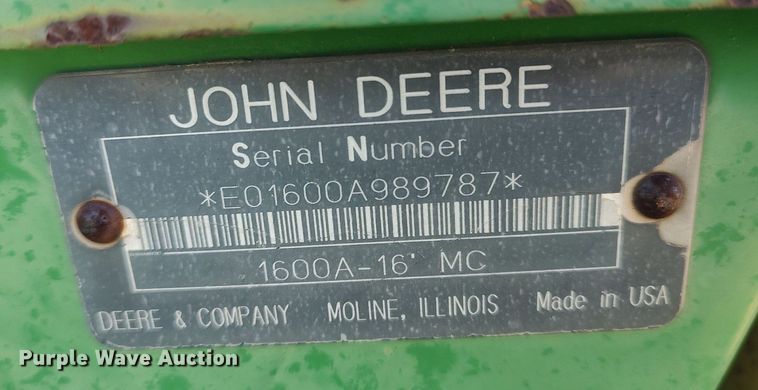 JOHN DEERE
Serial Number
*E01600A989787*
1600A-16' MC
DEERE & COMPANY MOLINE, ILLINOIS Made in USA
Purple Wave Auction